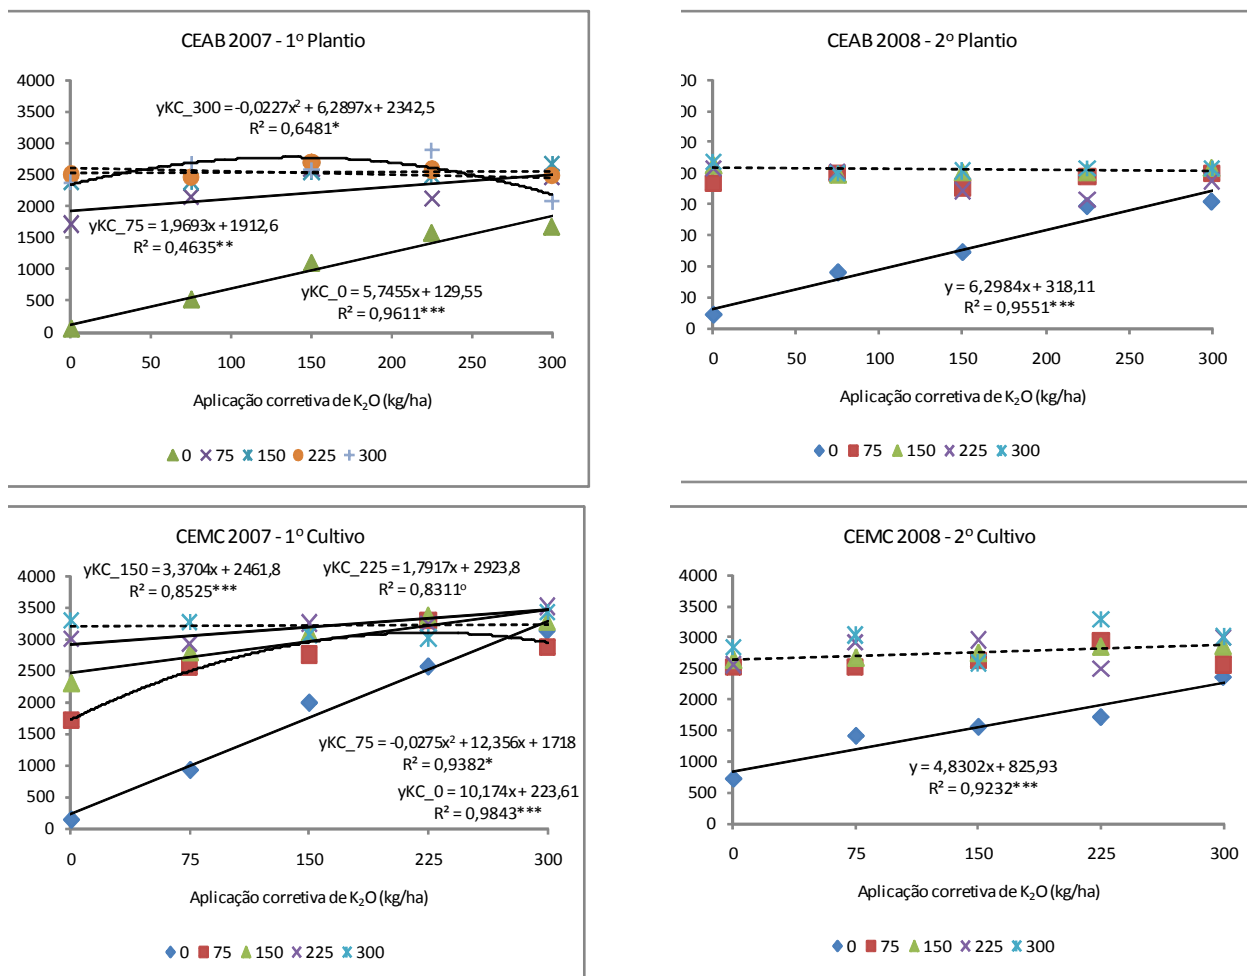 CEAB 2007 - 1º Plantio
4000
3500
3000
2500
2000
1500
1000
500
0
yKC_300 = -0,0227x² + 6,2897x + 2342,5
R² = 0,6481*
yKC_75 = 1,9693x + 1912,6
R² = 0,4635**
yKC_0 = 5,7455x + 129,55
R² = 0,9611***
0 50 100 150 200 250 300
Aplicação corretiva de K₂O (kg/ha)
0 75 150 225 300
CEAB 2008 - 2º Plantio
00
00
00
00
00
00
00
00
0
y = 6,2984x + 318,11
R² = 0,9551***
0 50 100 150 200 250 300
Aplicação corretiva de K₂O (kg/ha)
0 75 150 225 300
CEMC 2007 - 1º Cultivo
yKC_150 = 3,3704x + 2461,8
R² = 0,8525***
yKC_225 = 1,7917x + 2923,8
R² = 0,8311º
4000
3500
3000
2500
2000
1500
1000
500
0
yKC_75 = -0,0275x² + 12,356x + 1718
R² = 0,9382*
yKC_0 = 10,174x + 223,61
R² = 0,9843***
0 75 150 225 300
Aplicação corretiva de K₂O (kg/ha)
0 75 150 225 300
CEMC 2008 - 2º Cultivo
4000
3500
3000
2500
2000
1500
1000
500
0
y = 4,8302x + 825,93
R² = 0,9232***
0 75 150 225 300
Aplicação corretiva de K₂O (kg/ha)
0 75 150 225 300